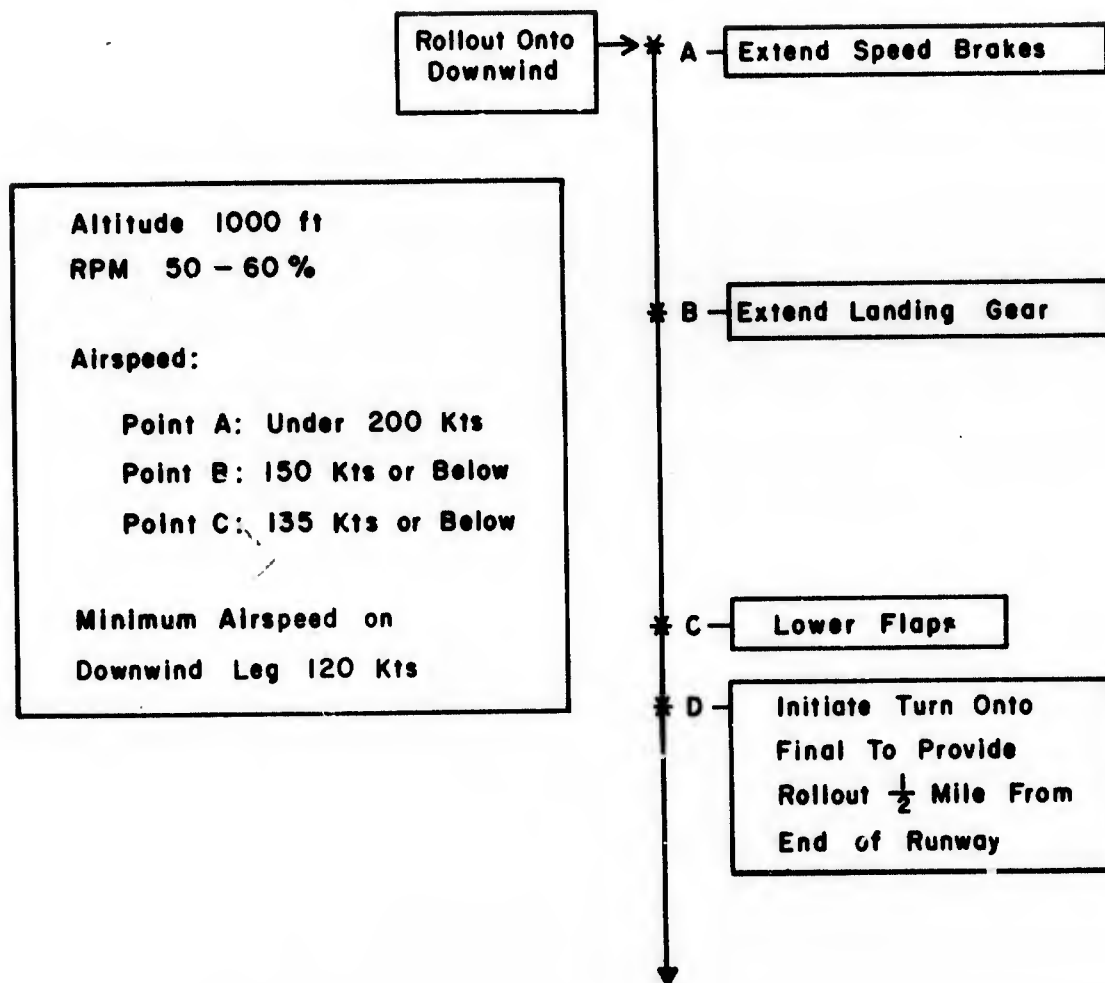 Rollout Onto
Downwind
A
Extend Speed Brakes
Altitude 1000 ft
RPM 50 – 60 %
Airspeed:
Point A: Under 200 Kts
Point B: 150 Kts or Below
Point C: 135 Kts or Below
Minimum Airspeed on
Downwind Leg 120 Kts
B
Extend Landing Gear
C
Lower Flaps
D
Initiate Turn Onto
Final To Provide
Rollout 1/2 Mile From
End of Runway